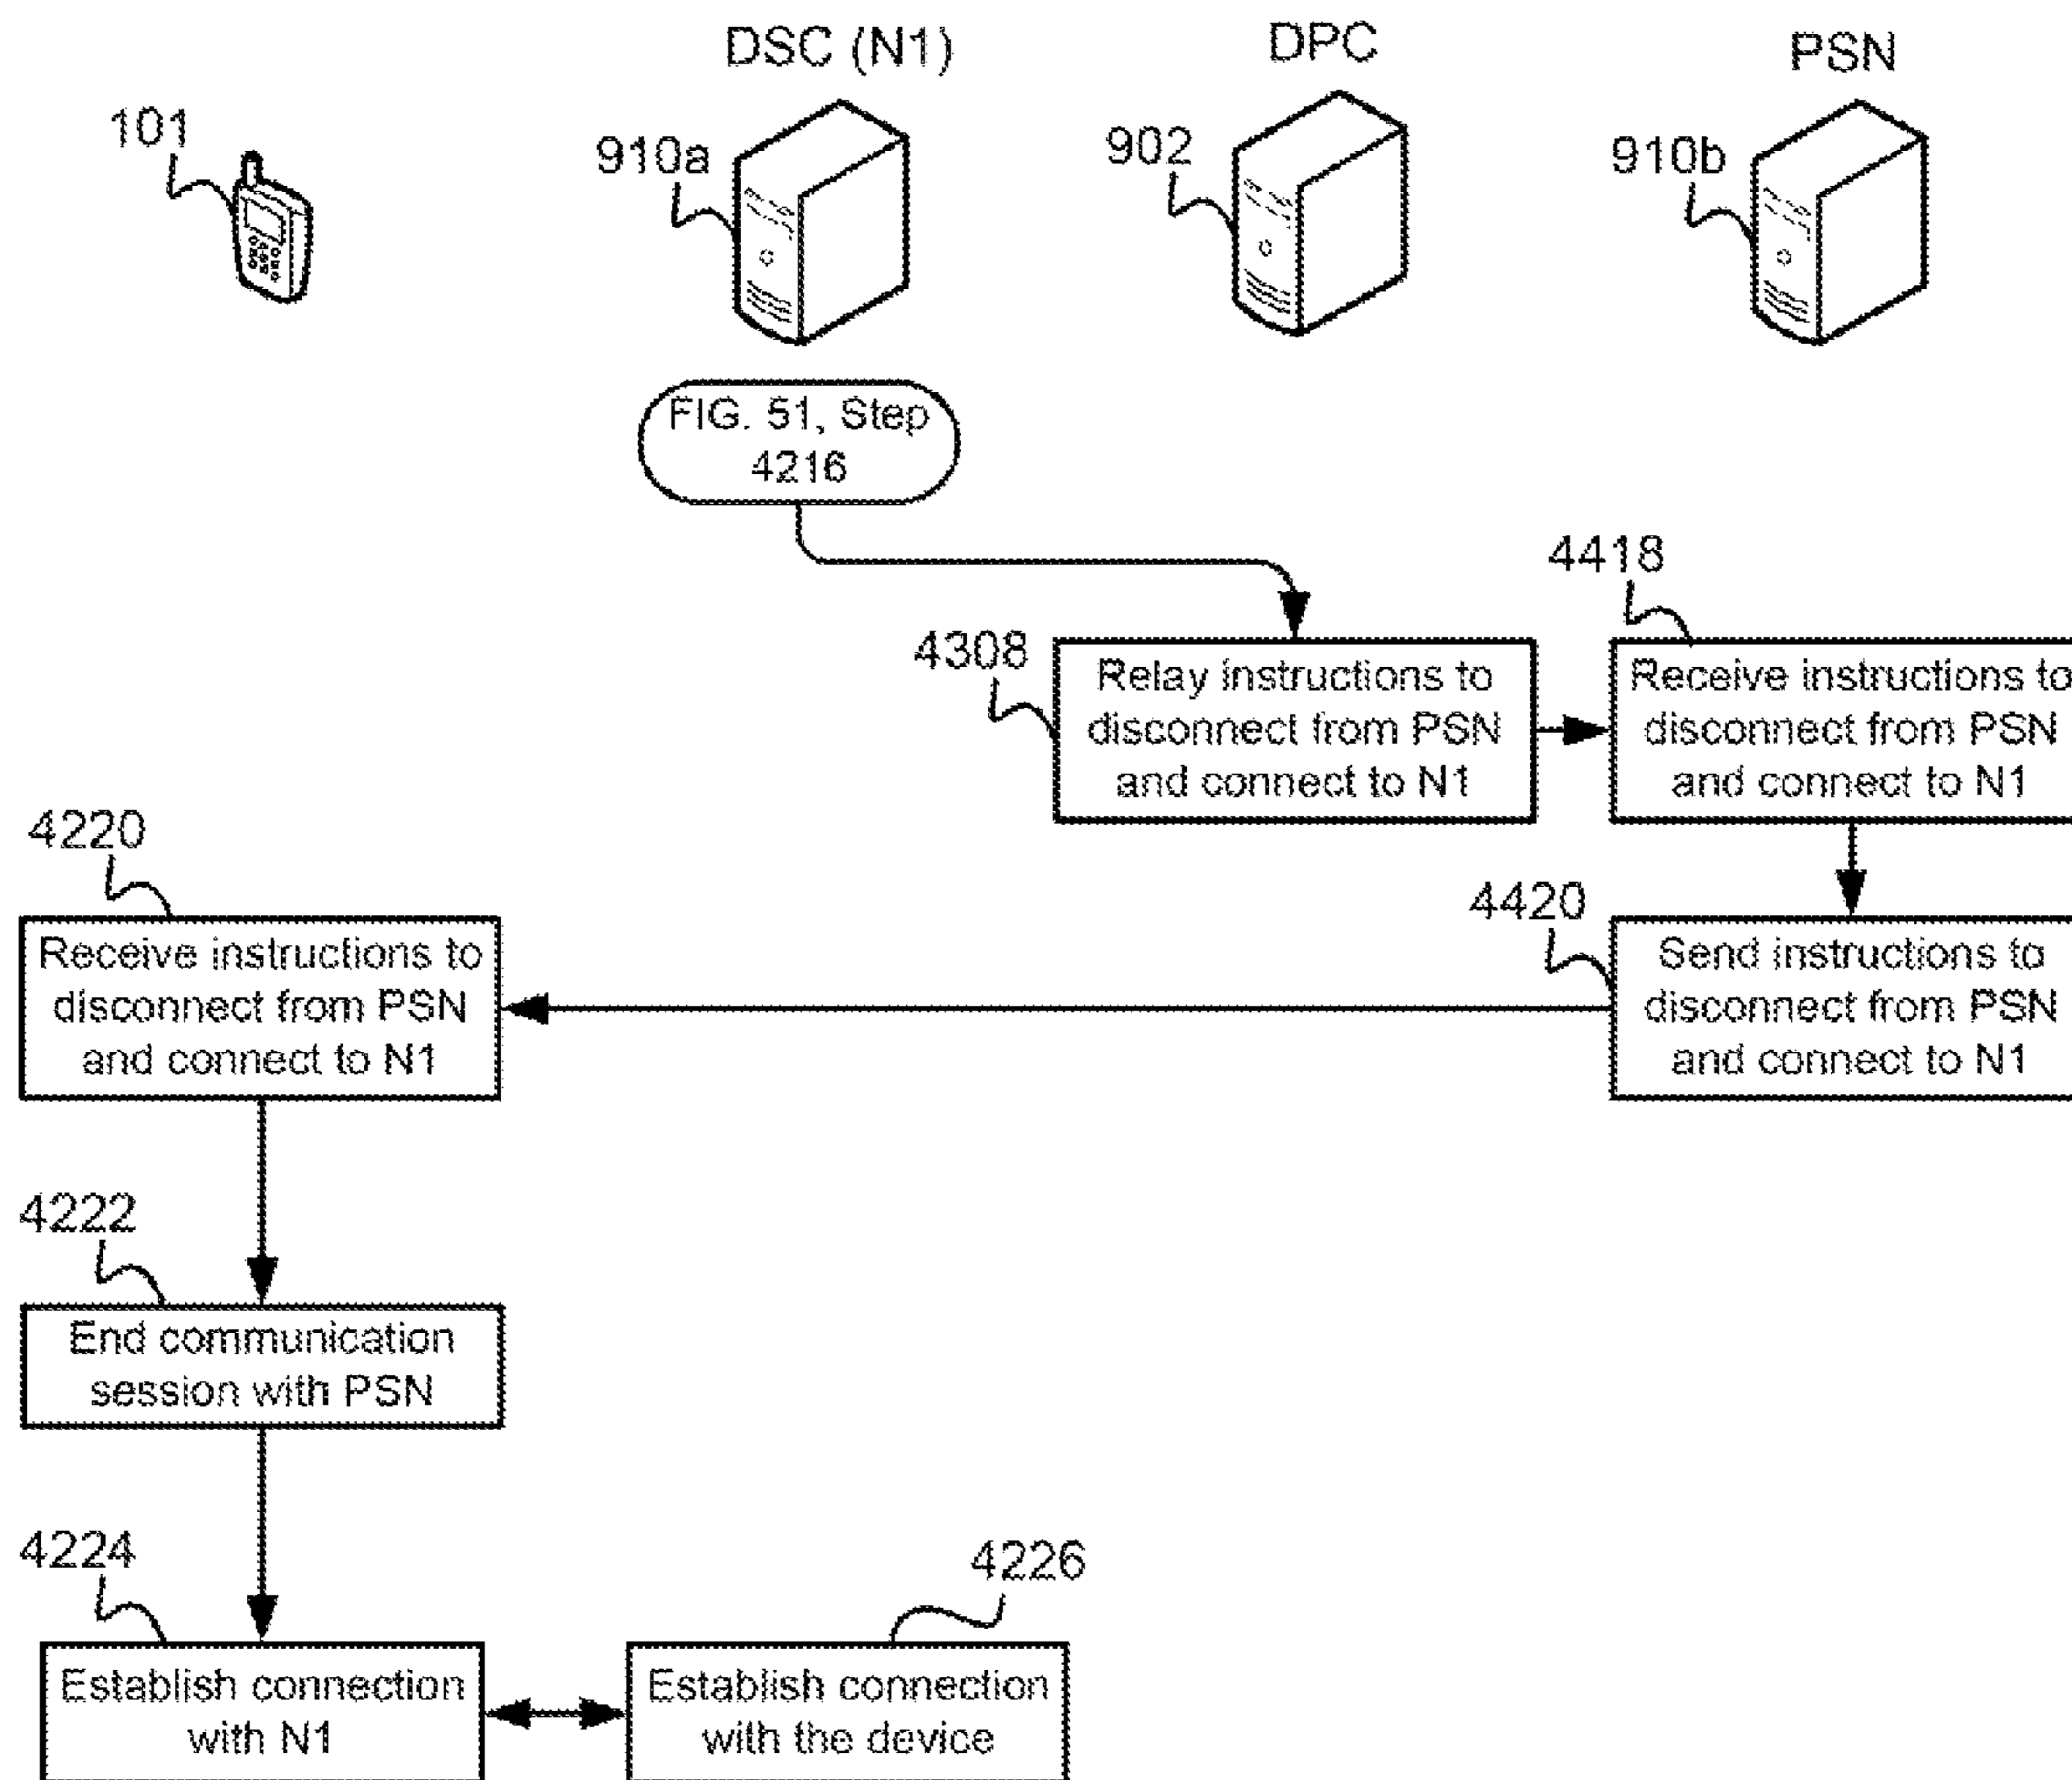 DSC (N1)
DPC
PSN
101
910a
902
910b
FIG. 51, Step
4216
4418
4308
Relay instructions to
disconnect from PSN
and connect to N1
Receive instructions to
disconnect from PSN
and connect to N1
4220
4420
Receive instructions to
disconnect from PSN
and connect to N1
Send instructions to
disconnect from PSN
and connect to N1
4222
End communication
session with PSN
4224
4226
Establish connection
with N1
Establish connection
with the device